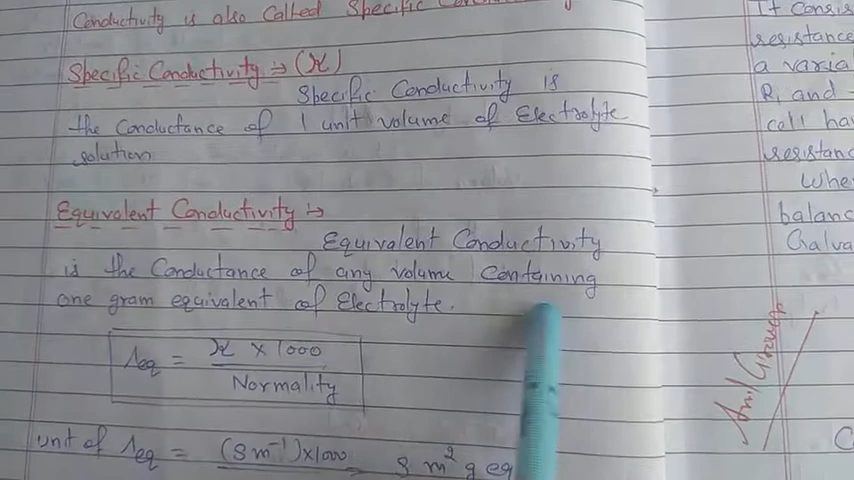 Conductivity is also Called Specific
Specific Conductivity :→ (ϰ)
Specific Conductivity is
the Conductance of 1 unit volume of Electrolyte
solution
Equivalent Conductivity :→
Equivalent Conductivity
is the Conductance of any volume Containing
one gram equivalent of Electrolyte.
Λeq = ϰ × 1000
Normality
unit of Λeq = (S m⁻¹)×1000 S m² g eq
It Consis
resistance
a varia
R, and
cell ha
resistanc
Whe
balanc
Galva